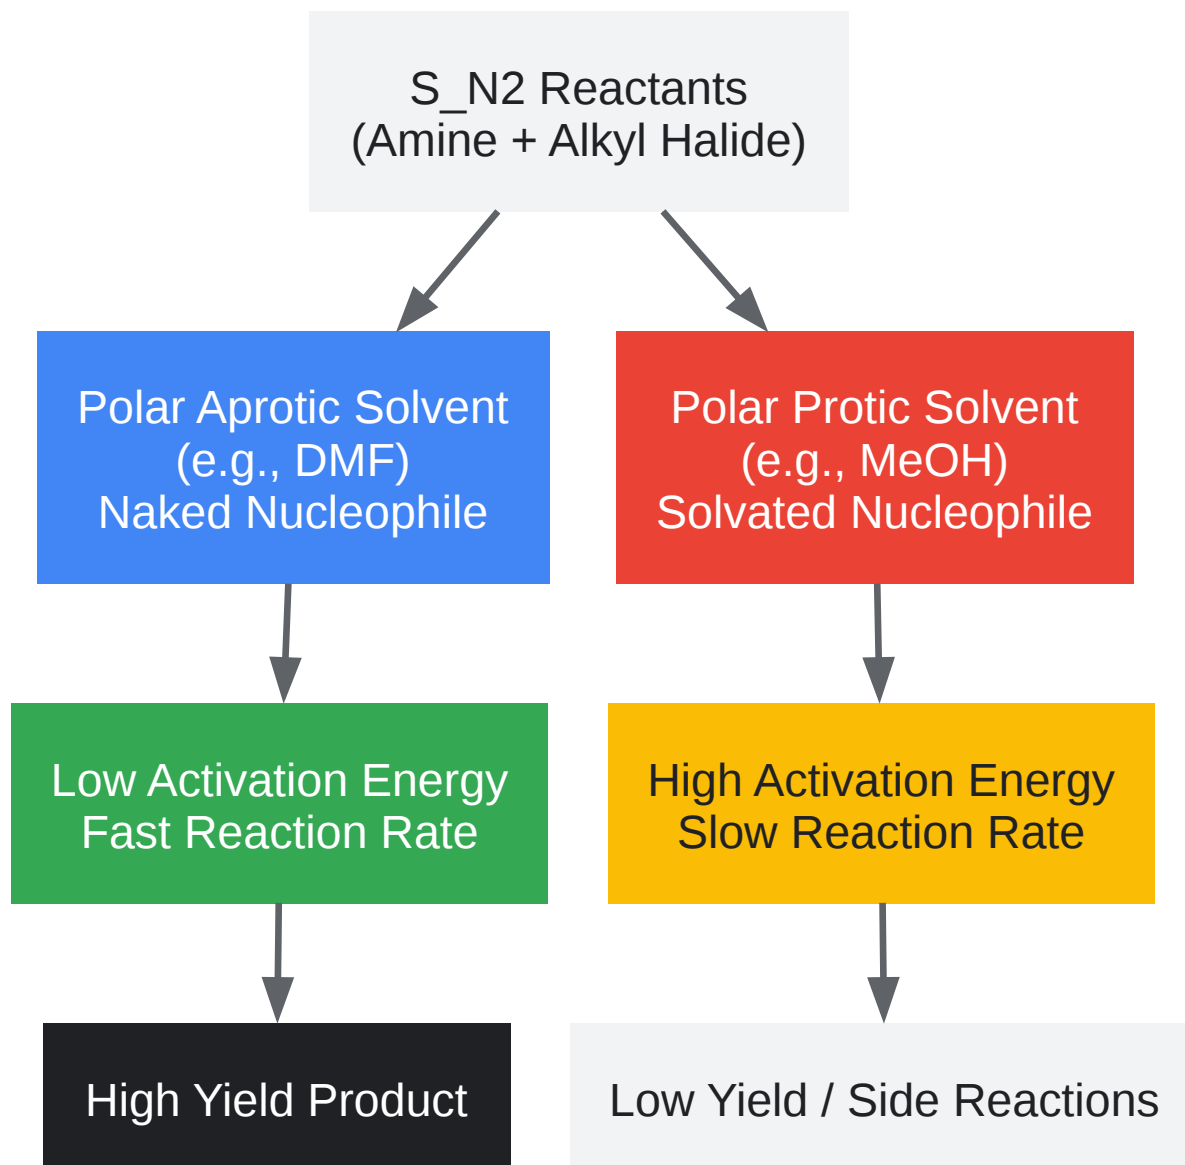 S_N2 Reactants
(Amine + Alkyl Halide)
Polar Aprotic Solvent
(e.g., DMF)
Naked Nucleophile
Polar Protic Solvent
(e.g., MeOH)
Solvated Nucleophile
Low Activation Energy
Fast Reaction Rate
High Activation Energy
Slow Reaction Rate
High Yield Product
Low Yield / Side Reactions